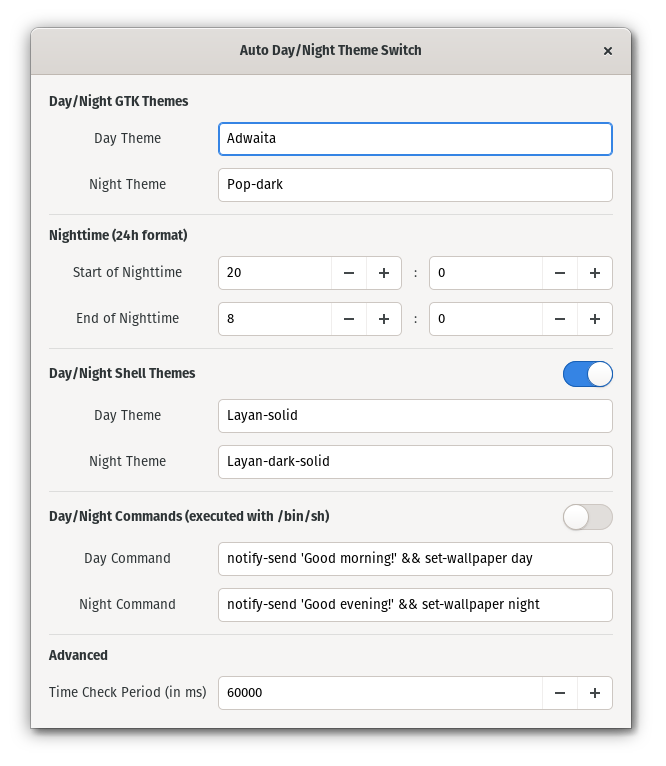 Auto Day/Night Theme Switch ×
Day/Night GTK Themes
Day Theme Adwaita
Night Theme Pop-dark
Nighttime (24h format)
Start of Nighttime 20 − + : 0 − +
End of Nighttime 8 − + : 0 − +
Day/Night Shell Themes
Day Theme Layan-solid
Night Theme Layan-dark-solid
Day/Night Commands (executed with /bin/sh)
Day Command notify-send 'Good morning!' && set-wallpaper day
Night Command notify-send 'Good evening!' && set-wallpaper night
Advanced
Time Check Period (in ms) 60000 − +